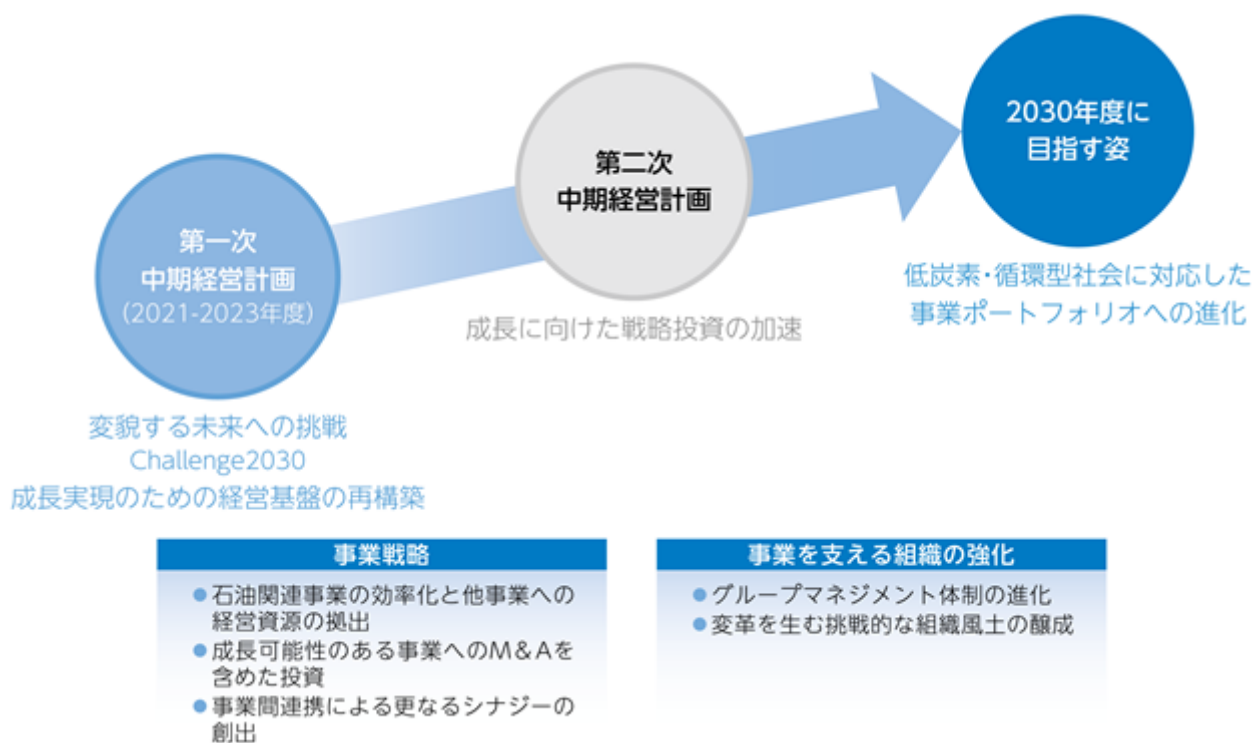 2030年度に
目指す姿
第二次
中期経営計画
第一次
中期経営計画
(2021-2023年度)
低炭素・循環型社会に対応した
事業ポートフォリオへの進化
成長に向けた戦略投資の加速
変貌する未来への挑戦
Challenge2030
成長実現のための経営基盤の再構築
事業戦略
●石油関連事業の効率化と他事業への
経営資源の拠出
●成長可能性のある事業へのM&Aを
含めた投資
●事業間連携による更なるシナジーの
創出
事業を支える組織の強化
●グループマネジメント体制の進化
●変革を生む挑戦的な組織風土の醸成